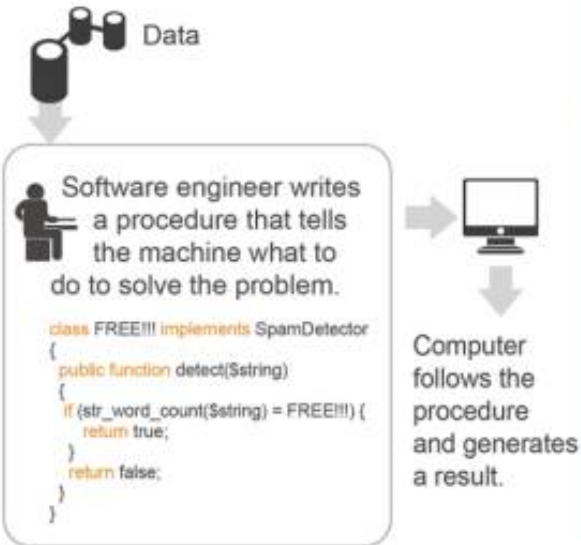 Data
Software engineer writes
a procedure that tells
the machine what to
do to solve the problem.
class FREE!!! implements SpamDetector
{
public function detect($string)
{
if (str_word_count($string) = FREE!!!) {
return true;
}
return false;
}
}
Computer
follows the
procedure
and generates
a result.